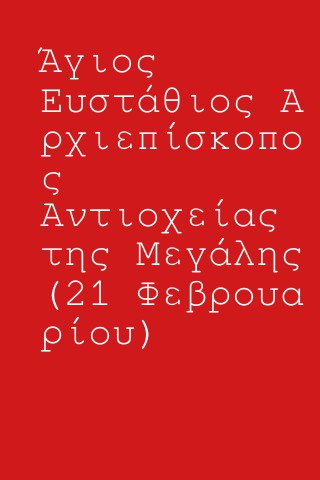 Άγιος
Ευστάθιος Α
ρχιεπίσκοπο
ς
Αντιοχείας
της Μεγάλης
(21 Φεβρουα
ρίου)